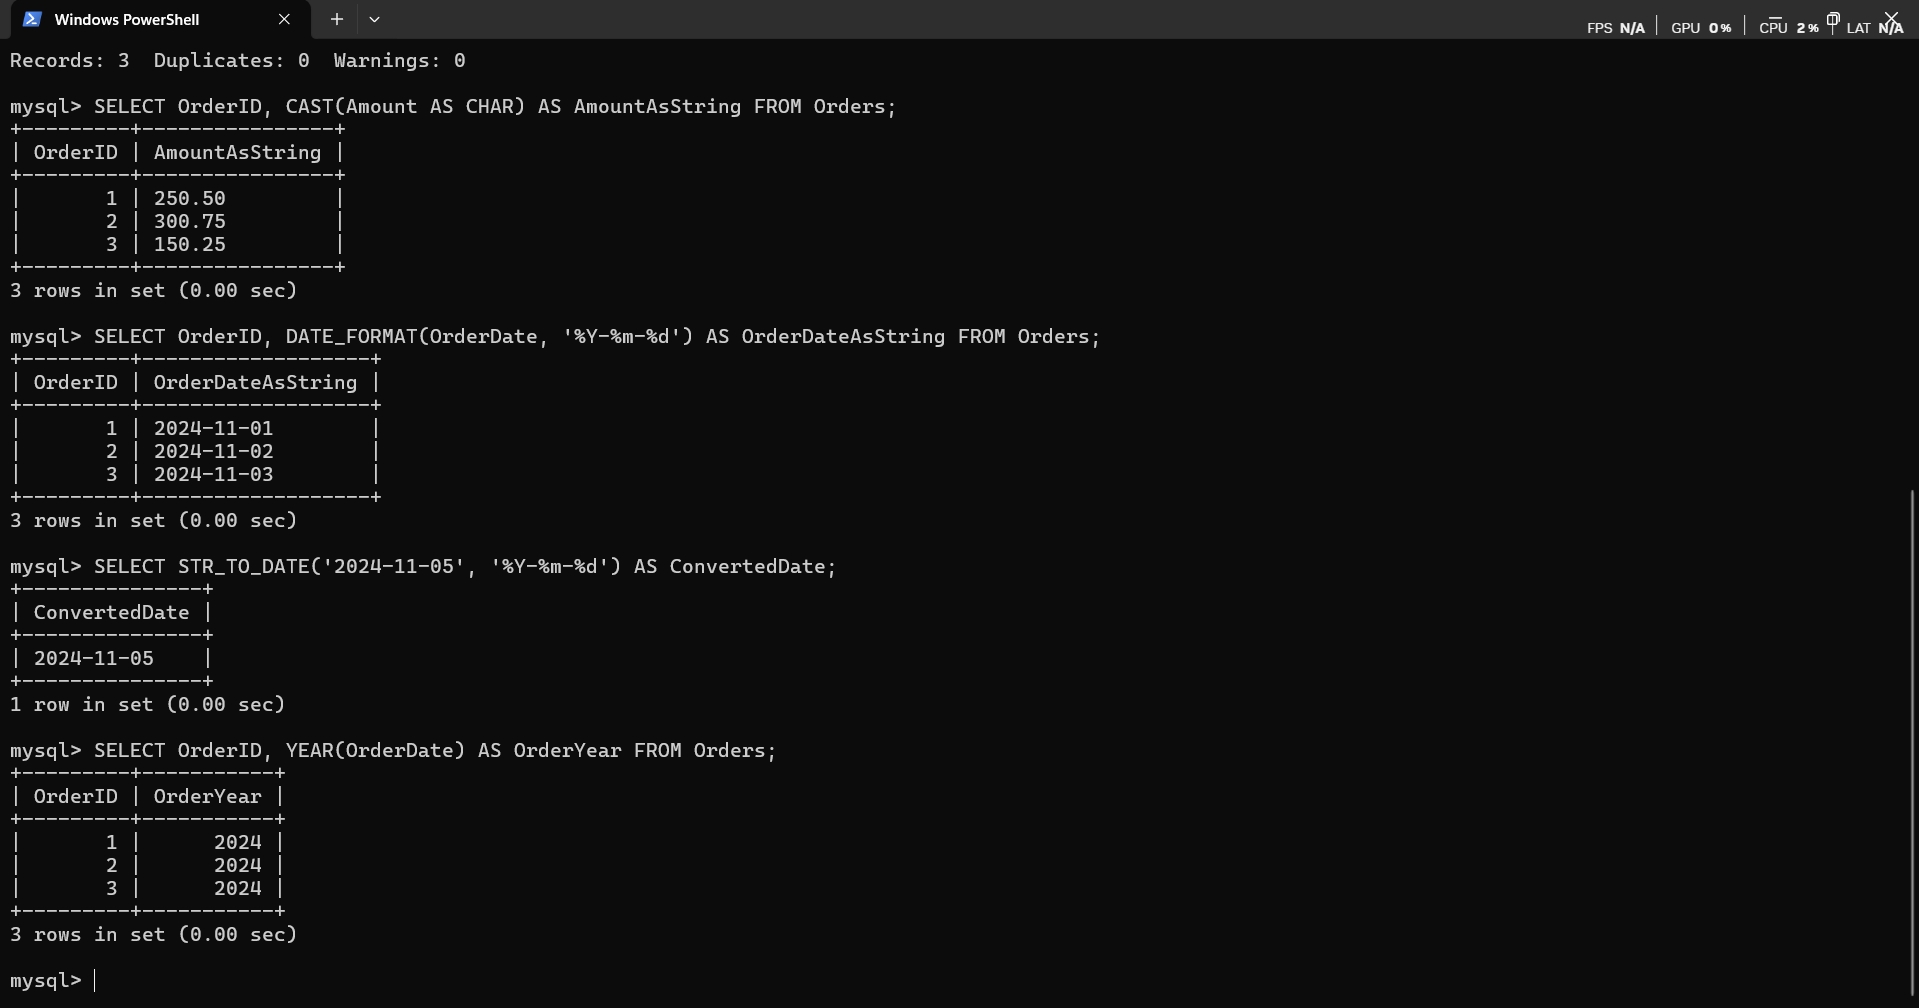 Windows PowerShell
FPS N/A | GPU 0% | CPU 2% | LAT N/A
Records: 3  Duplicates: 0  Warnings: 0
mysql> SELECT OrderID, CAST(Amount AS CHAR) AS AmountAsString FROM Orders;
+---------+----------------+
| OrderID | AmountAsString |
+---------+----------------+
|       1 | 250.50         |
|       2 | 300.75         |
|       3 | 150.25         |
+---------+----------------+
3 rows in set (0.00 sec)
mysql> SELECT OrderID, DATE_FORMAT(OrderDate, '%Y-%m-%d') AS OrderDateAsString FROM Orders;
+---------+-------------------+
| OrderID | OrderDateAsString |
+---------+-------------------+
|       1 | 2024-11-01        |
|       2 | 2024-11-02        |
|       3 | 2024-11-03        |
+---------+-------------------+
3 rows in set (0.00 sec)
mysql> SELECT STR_TO_DATE('2024-11-05', '%Y-%m-%d') AS ConvertedDate;
+---------------+
| ConvertedDate |
+---------------+
| 2024-11-05    |
+---------------+
1 row in set (0.00 sec)
mysql> SELECT OrderID, YEAR(OrderDate) AS OrderYear FROM Orders;
+---------+-----------+
| OrderID | OrderYear |
+---------+-----------+
|       1 |      2024 |
|       2 |      2024 |
|       3 |      2024 |
+---------+-----------+
3 rows in set (0.00 sec)
mysql>